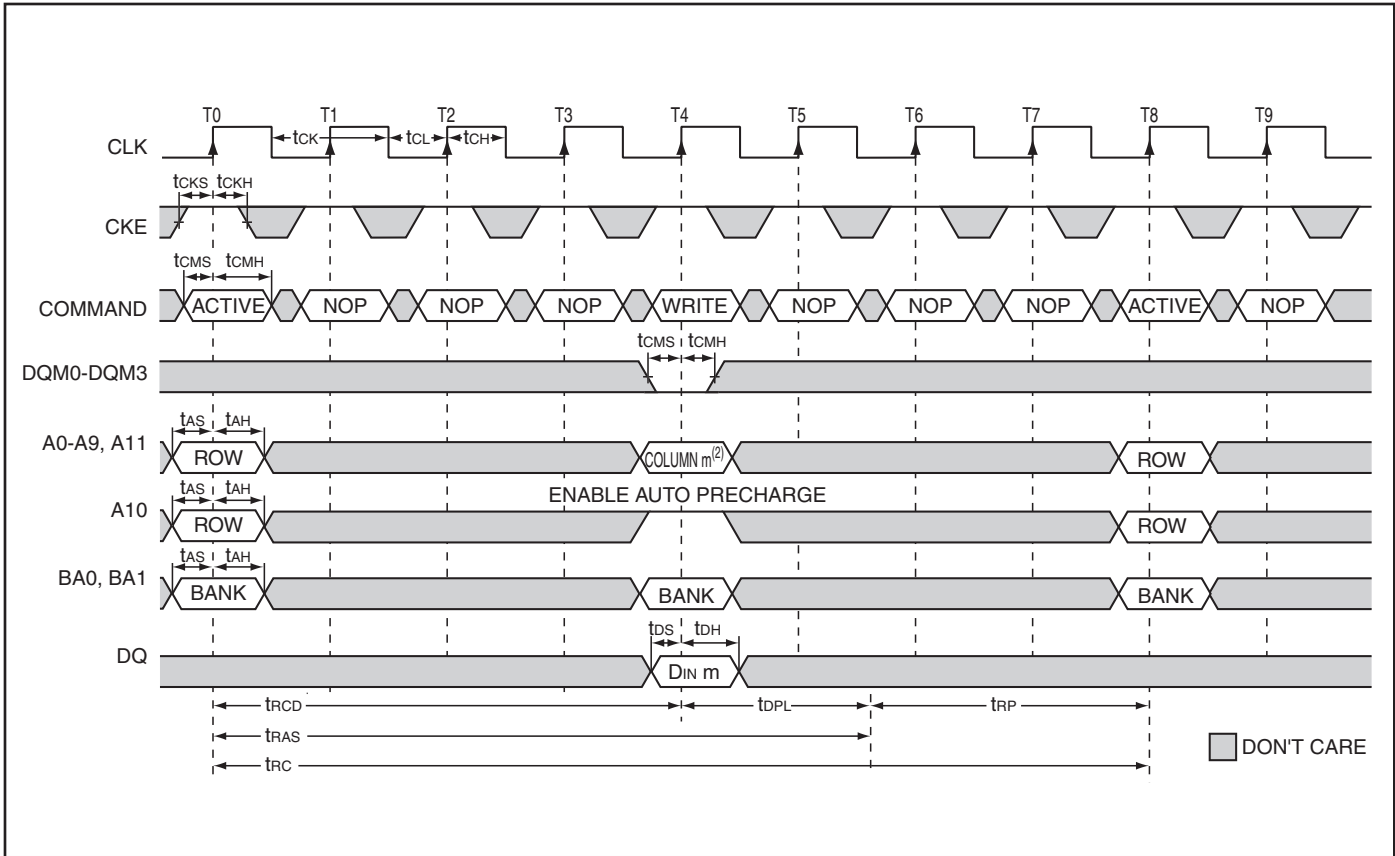 T0 T1 T2 T3 T4 T5 T6 T7 T8 T9
CLK tCK tCL tCH
tCKS tCKH
CKE
tCMS tCMH
COMMAND ACTIVE NOP NOP NOP WRITE NOP NOP NOP ACTIVE NOP
tCMS tCMH
DQM0-DQM3
tAS tAH
A0-A9, A11 ROW COLUMN m(2) ROW
tAS tAH ENABLE AUTO PRECHARGE
A10 ROW ROW
tAS tAH
BA0, BA1 BANK BANK BANK
tDS tDH
DQ DIN m
tRCD tDPL tRP
tRAS
tRC
DON'T CARE